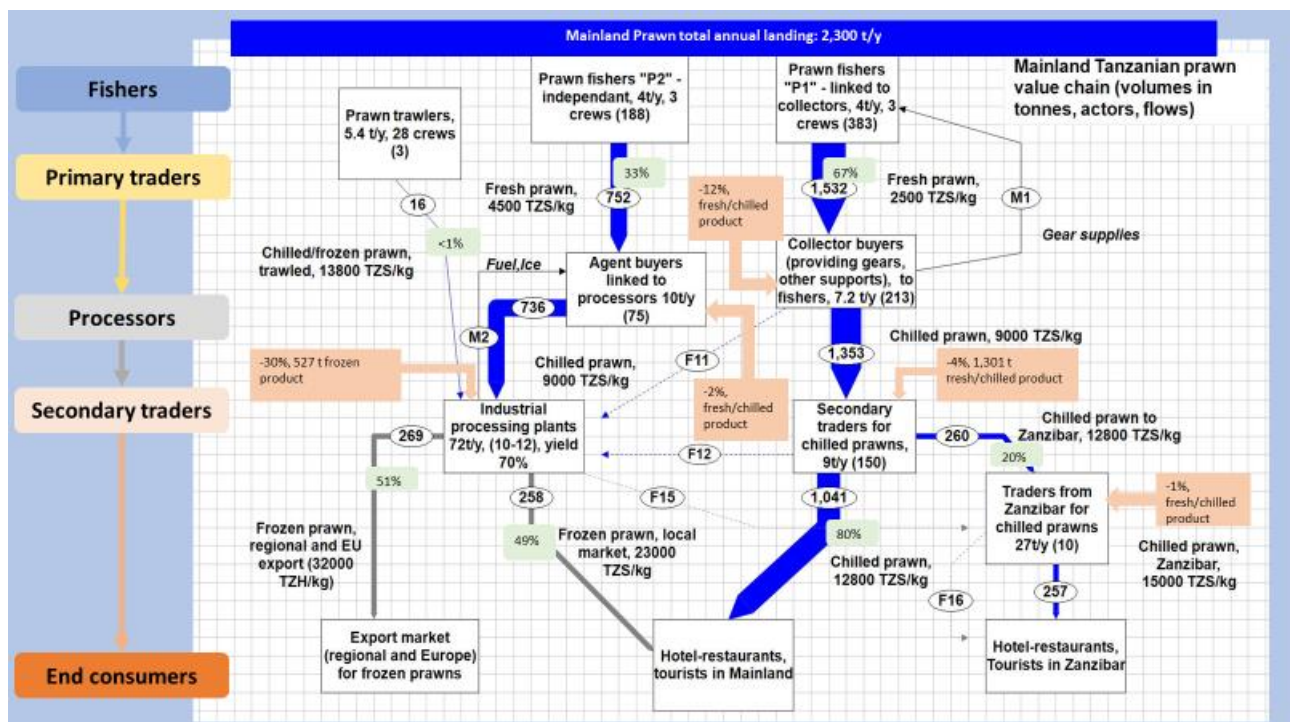 Mainland Prawn total annual landing: 2,300 t/y
Fishers
Primary traders
Processors
Secondary traders
End consumers
Prawn trawlers,
5.4 t/y, 28 crews
(3)
Prawn fishers "P2" -
independant, 4t/y, 3
crews (188)
Prawn fishers
"P1" - linked to
collectors, 4t/y, 3
crews (383)
Mainland Tanzanian prawn
value chain (volumes in
tonnes, actors, flows)
16
<1%
Chilled/frozen prawn,
trawled, 13800 TZS/kg
33%
Fresh prawn,
4500 TZS/kg
752
-12%,
fresh/chilled
product
67%
1,532
Fresh prawn,
2500 TZS/kg
M1
Gear supplies
Fuel,Ice
Agent buyers
linked to
processors 10t/y
(75)
Collector buyers
(providing gears,
other supports), to
fishers, 7.2 t/y (213)
736
M2
Chilled prawn,
9000 TZS/kg
F11
1,353
Chilled prawn, 9000 TZS/kg
-30%, 527 t frozen
product
-2%,
fresh/chilled
product
-4%, 1,301 t
fresh/chilled product
Industrial
processing plants
72t/y, (10-12), yield
70%
F12
Secondary
traders for
chilled prawns,
9t/y (150)
260
Chilled prawn to
Zanzibar, 12800 TZS/kg
20%
269
51%
258
49%
F15
1,041
80%
Traders from
Zanzibar for
chilled prawns
27t/y (10)
-1%,
fresh/chilled
product
Frozen prawn,
regional and EU
export (32000
TZH/kg)
Frozen prawn, local
market, 23000
TZS/kg
Chilled prawn,
12800 TZS/kg
Chilled prawn,
Zanzibar,
15000 TZS/kg
F16
257
Export market
(regional and Europe)
for frozen prawns
Hotel-restaurants,
tourists in Mainland
Hotel-restaurants,
Tourists in Zanzibar